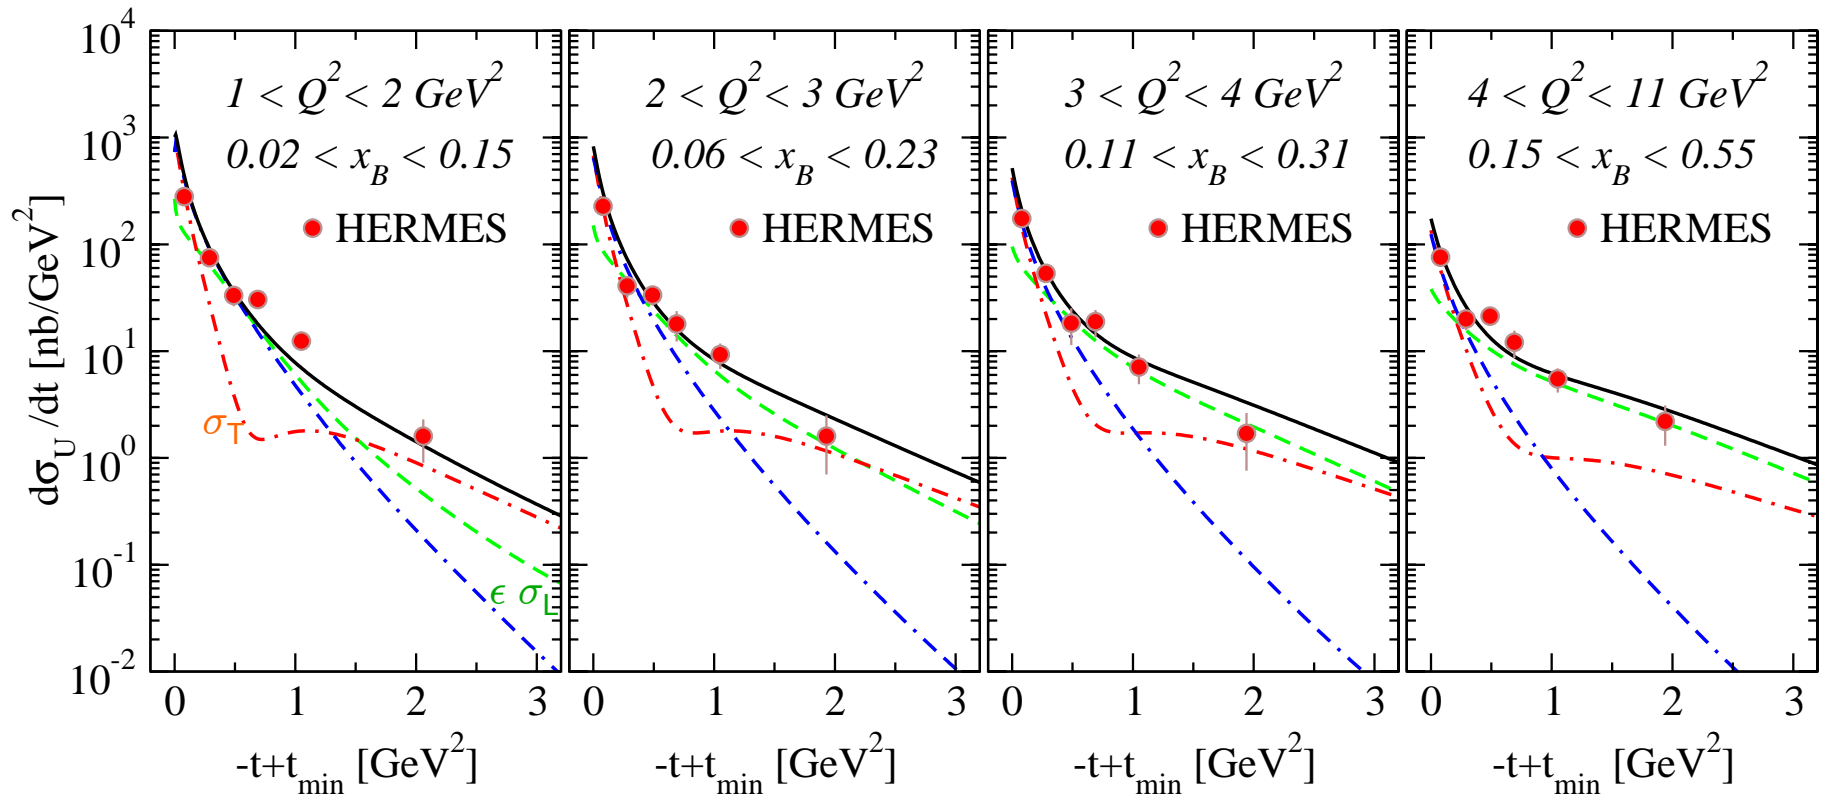 dσ_U /dt [nb/GeV^2]
10^4
10^3
10^2
10^1
10^0
10^-1
10^-2
1 < Q^2 < 2 GeV^2
0.02 < x_B < 0.15
HERMES
σ_T
ϵ σ_L
0 1 2 3
-t+t_min [GeV^2]
2 < Q^2 < 3 GeV^2
0.06 < x_B < 0.23
HERMES
0 1 2 3
-t+t_min [GeV^2]
3 < Q^2 < 4 GeV^2
0.11 < x_B < 0.31
HERMES
0 1 2 3
-t+t_min [GeV^2]
4 < Q^2 < 11 GeV^2
0.15 < x_B < 0.55
HERMES
0 1 2 3
-t+t_min [GeV^2]